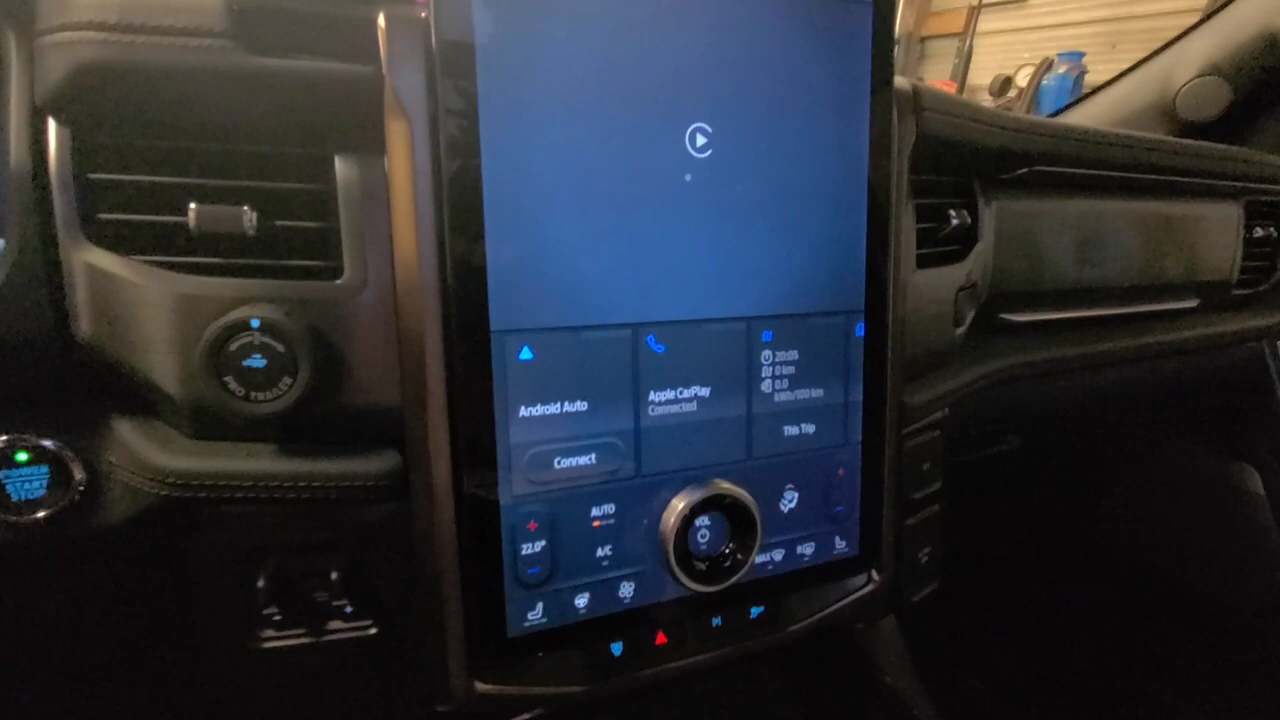 PRO TRAILER
POWER
START
STOP
Android Auto
Connect
Apple CarPlay
Connected
20:05
0 km
0.0
kWh/100 km
This Trip
22.0°
AUTO
A/C
VOL
MAX
R